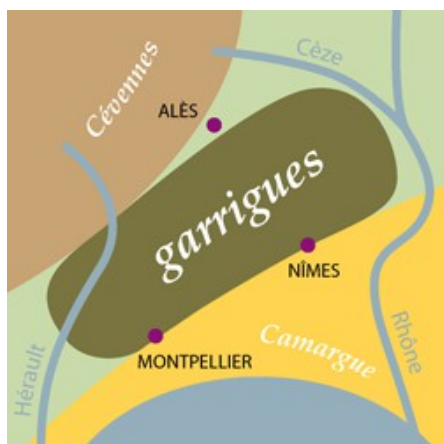 Cèze
Cévennes
ALÈS
garrigues
NÎMES
Rhône
Camargue
MONTPELLIER
Hérault